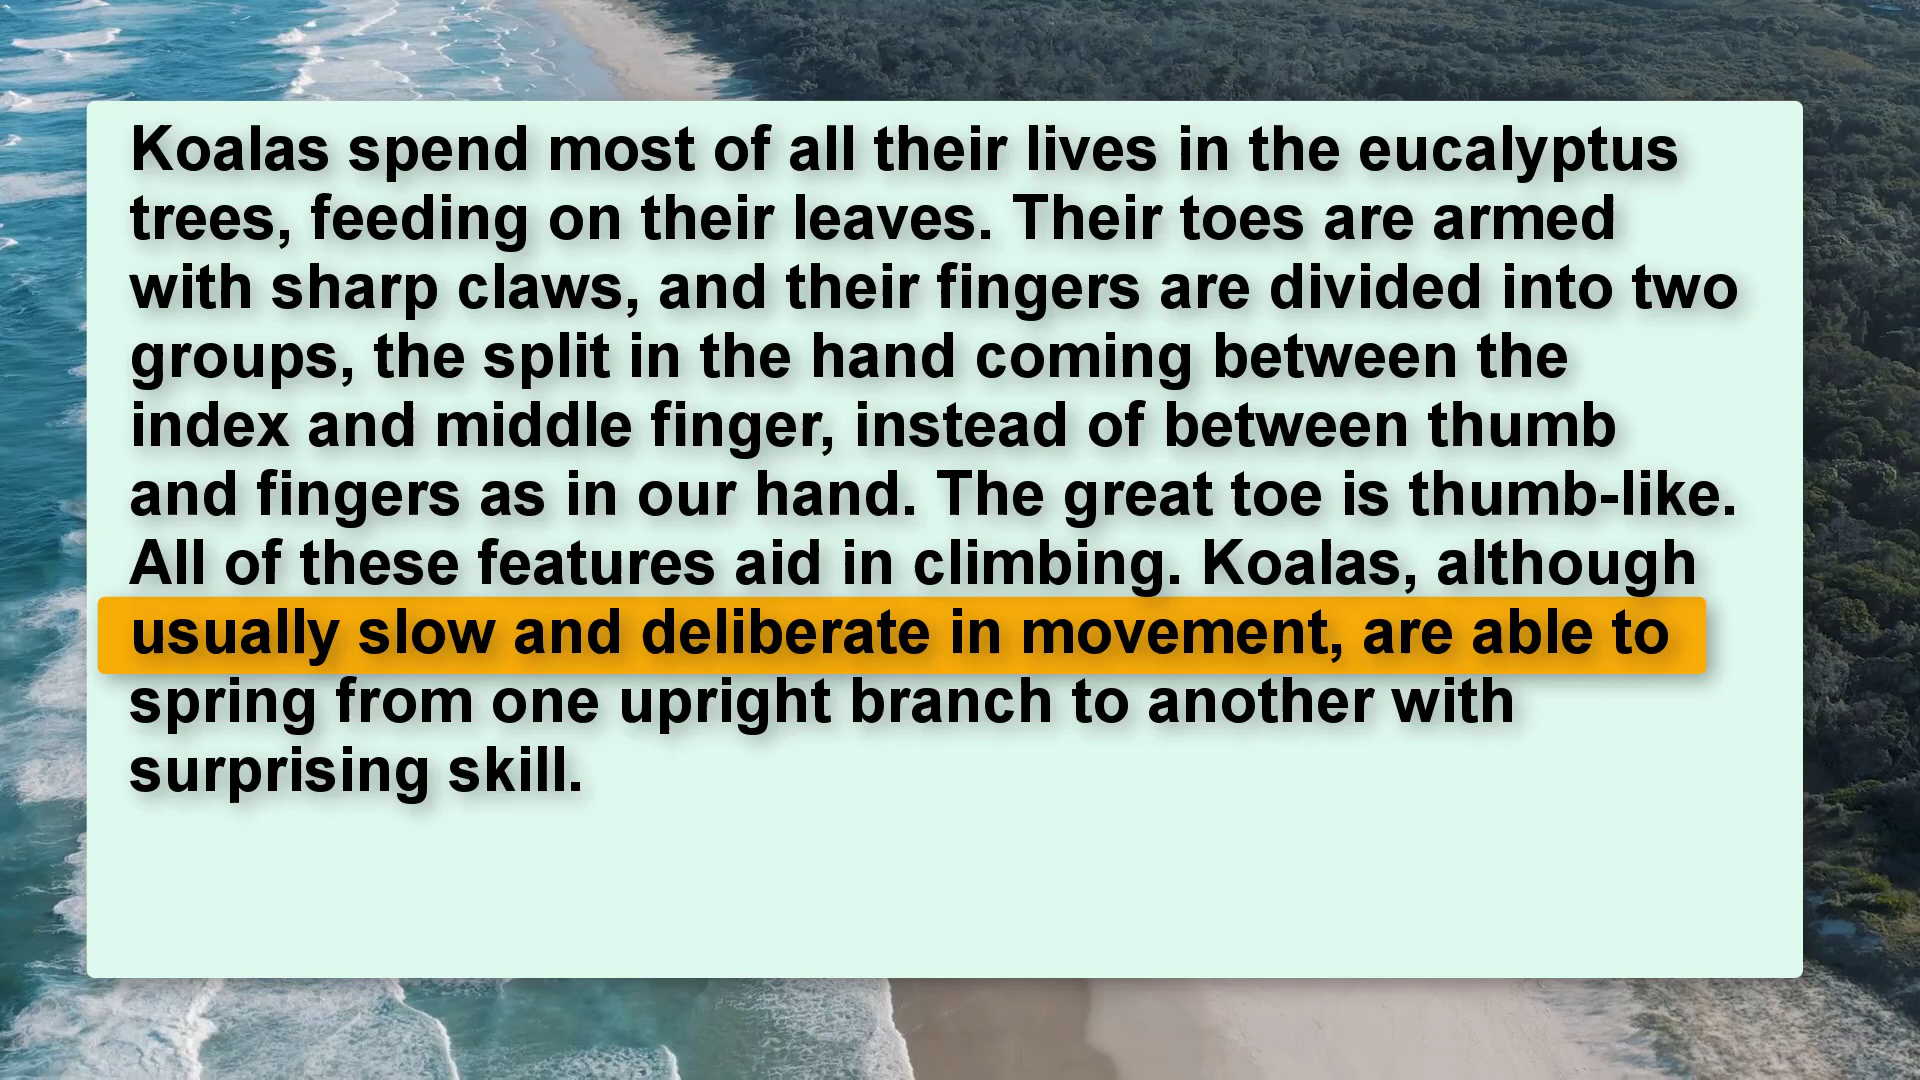 Koalas spend most of all their lives in the eucalyptus
trees, feeding on their leaves. Their toes are armed
with sharp claws, and their fingers are divided into two
groups, the split in the hand coming between the
index and middle finger, instead of between thumb
and fingers as in our hand. The great toe is thumb-like.
All of these features aid in climbing. Koalas, although
usually slow and deliberate in movement, are able to
spring from one upright branch to another with
surprising skill.